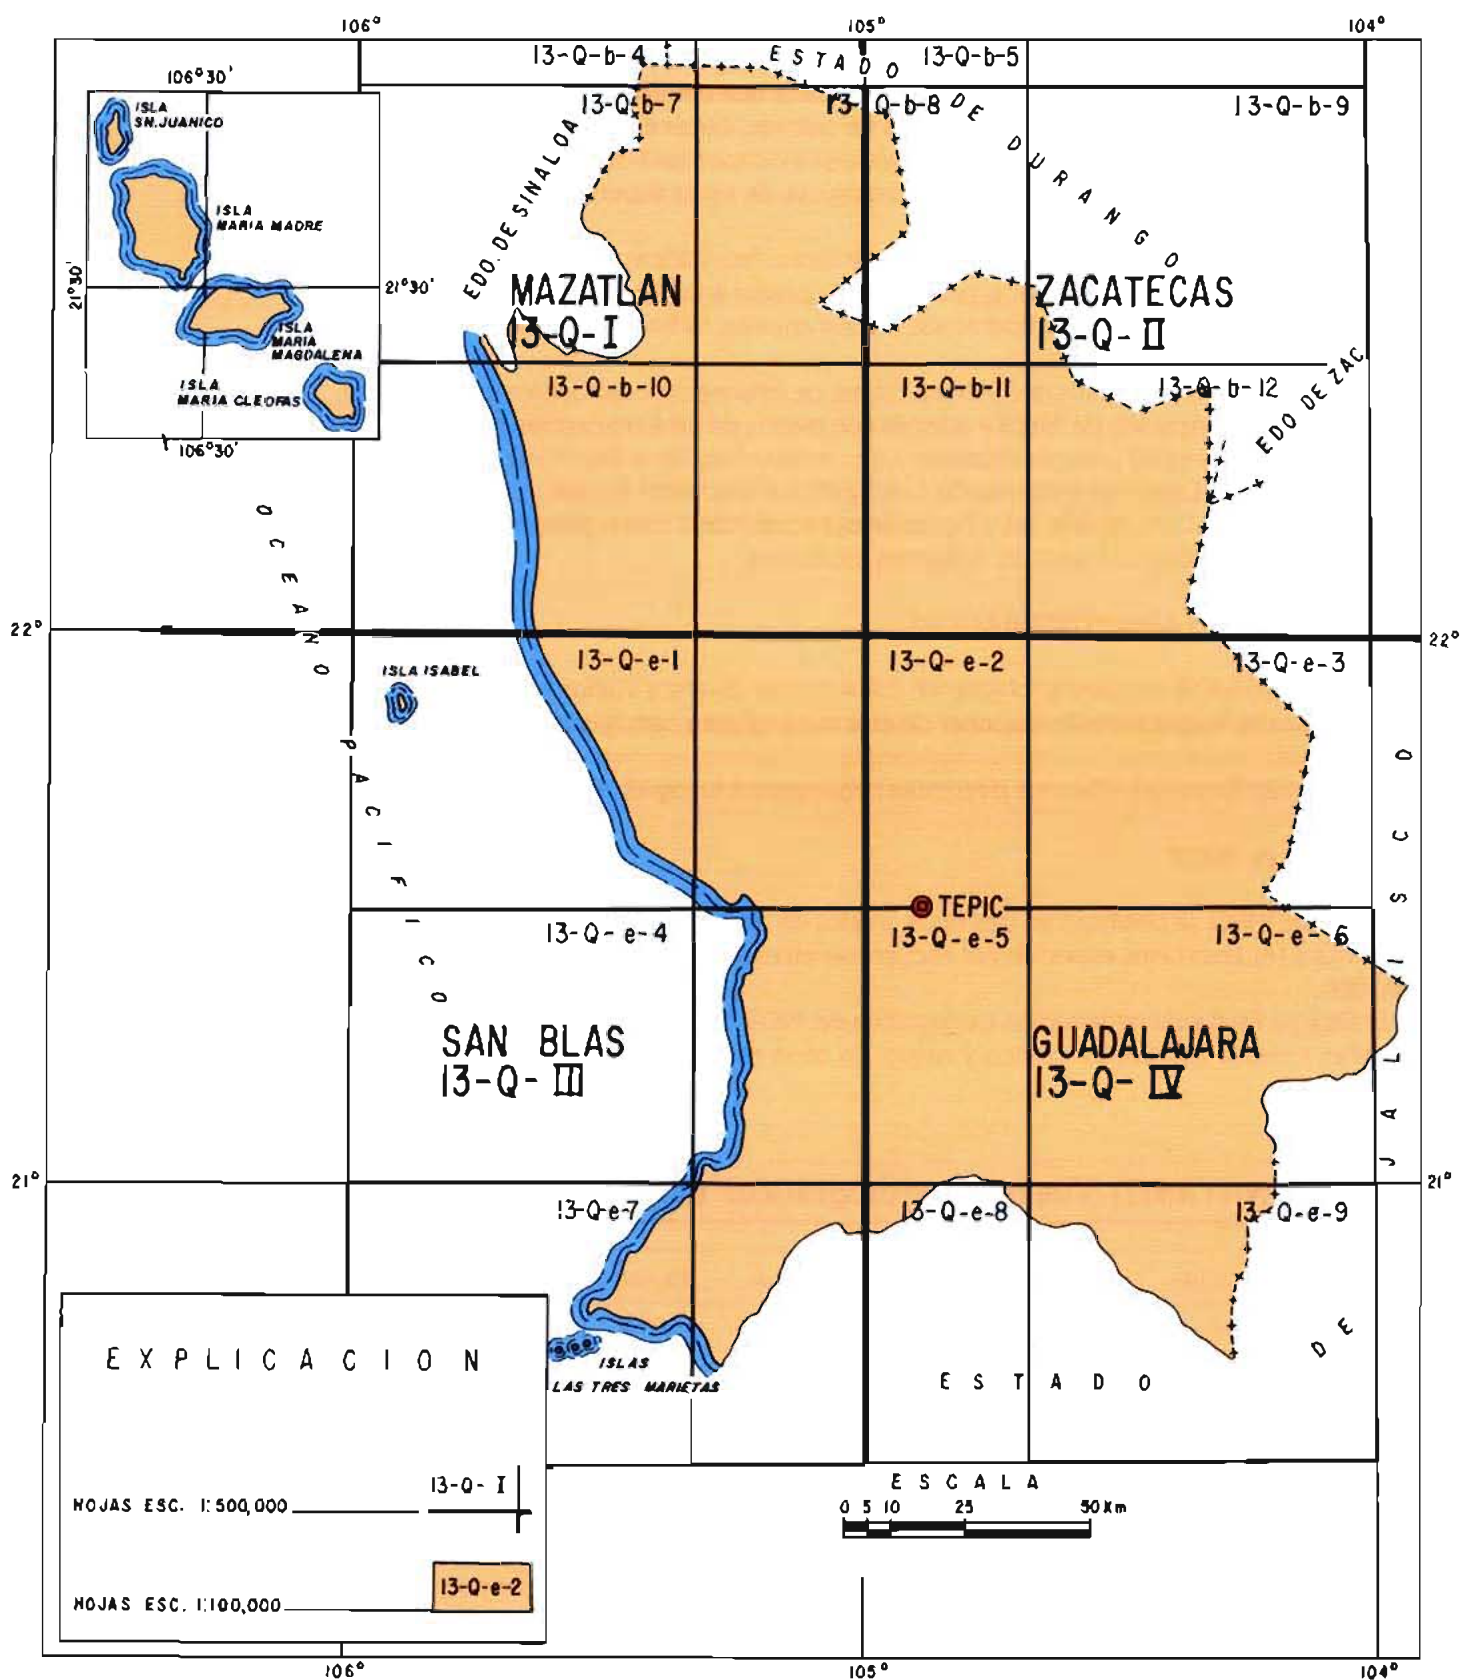 106° 105° 104°
13-Q-b-4 ESTADO 13-Q-b-5
106°30'
13-Q-b-7 13-Q-b-8 DE 13-Q-b-9
ISLA
SN. JUANICO
EDO. DE SINALOA
DURANGO
ISLA
MARIA MADRE
21°30' 21°30'
MAZATLAN
13-Q-I
ZACATECAS
13-Q-II
ISLA
MARIA
MAGDALENA
ISLA
MARIA CLEOFAS
13-Q-b-10 13-Q-b-11 13-Q-b-12
EDO DE ZAC
106°30'
OCEANO
22° 22°
13-Q-e-1 13-Q-e-2 13-Q-e-3
ISLA ISABEL
PACIFICO
TEPIC
13-Q-e-4 13-Q-e-5 13-Q-e-6
SAN BLAS
13-Q-III
GUADALAJARA
13-Q-IV
JALISCO
21° 21°
13-Q-e-7 13-Q-e-8 13-Q-e-9
DE
ISLAS
LAS TRES MARIETAS
ESTADO
EXPLICACION
13-Q-I
HOJAS ESC. 1:500,000
13-Q-e-2
HOJAS ESC. 1:100,000
ESCALA
0 5 10 25 50 Km
106° 105° 104°